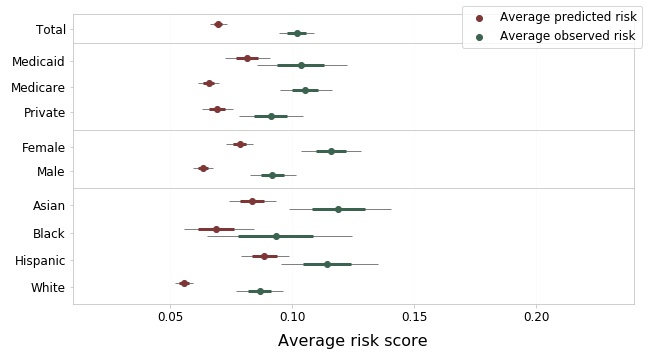 Average predicted risk
Average observed risk
Total
Medicaid
Medicare
Private
Female
Male
Asian
Black
Hispanic
White
0.05 0.10 0.15 0.20
Average risk score